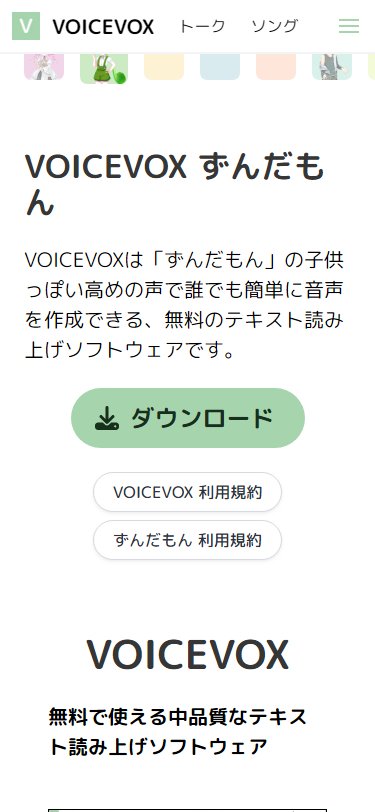 V VOICEVOX トーク ソング
VOICEVOX ずんだも
ん
VOICEVOXは「ずんだもん」の子供
っぽい高めの声で誰でも簡単に音声
を作成できる、無料のテキスト読み
上げソフトウェアです。
ダウンロード
VOICEVOX 利用規約
ずんだもん 利用規約
VOICEVOX
無料で使える中品質なテキス
ト読み上げソフトウェア